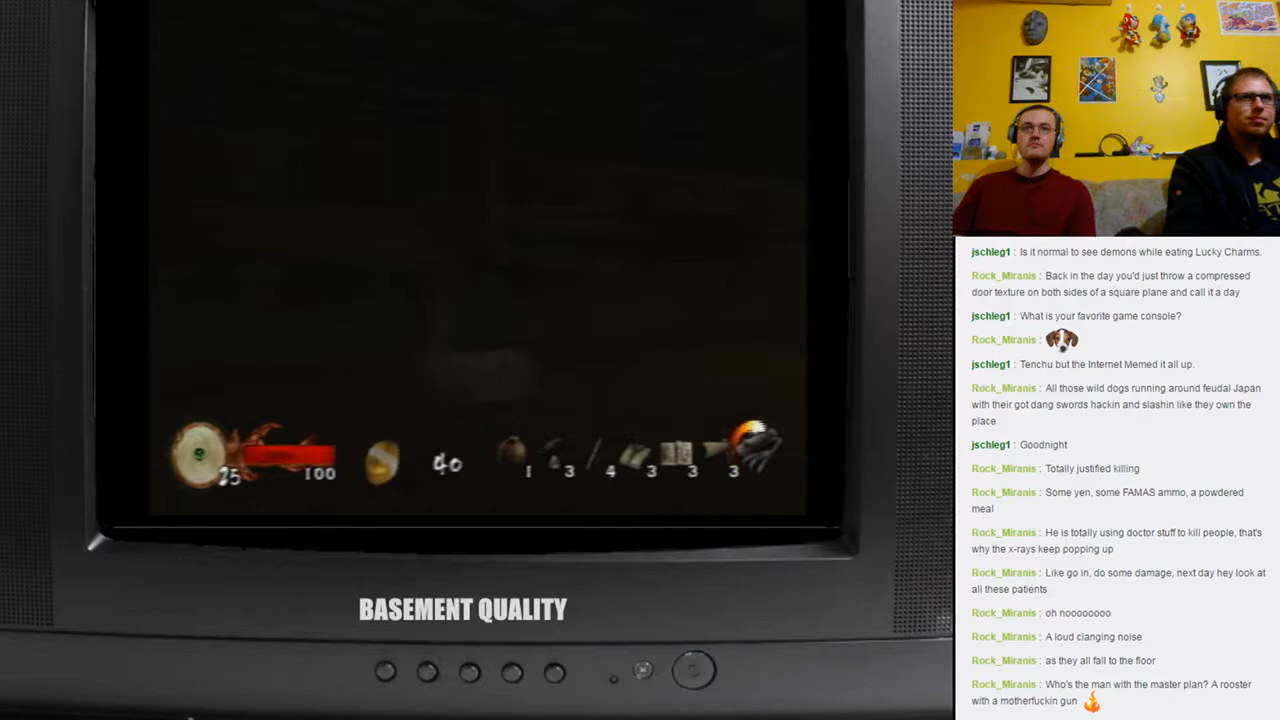 85
100
40
1
3
4
3
3
3
BASEMENT QUALITY
jschleg1 : Is it normal to see demons while eating Lucky Charms.
Rock_Miranis : Back in the day you'd just throw a compressed
door texture on both sides of a square plane and call it a day
jschleg1 : What is your favorite game console?
Rock_Miranis :
jschleg1 : Tenchu but the Internet Memed it all up.
Rock_Miranis : All those wild dogs running around feudal Japan
with their got dang swords hackin and slashin like they own the
place
jschleg1 : Goodnight
Rock_Miranis : Totally justified killing
Rock_Miranis : Some yen, some FAMAS ammo, a powdered
meal
Rock_Miranis : He is totally using doctor stuff to kill people, that's
why the x-rays keep popping up
Rock_Miranis : Like go in, do some damage, next day hey look at
all these patients
Rock_Miranis : oh noooooooo
Rock_Miranis : A loud clanging noise
Rock_Miranis : as they all fall to the floor
Rock_Miranis : Who's the man with the master plan? A rooster
with a motherfuckin gun